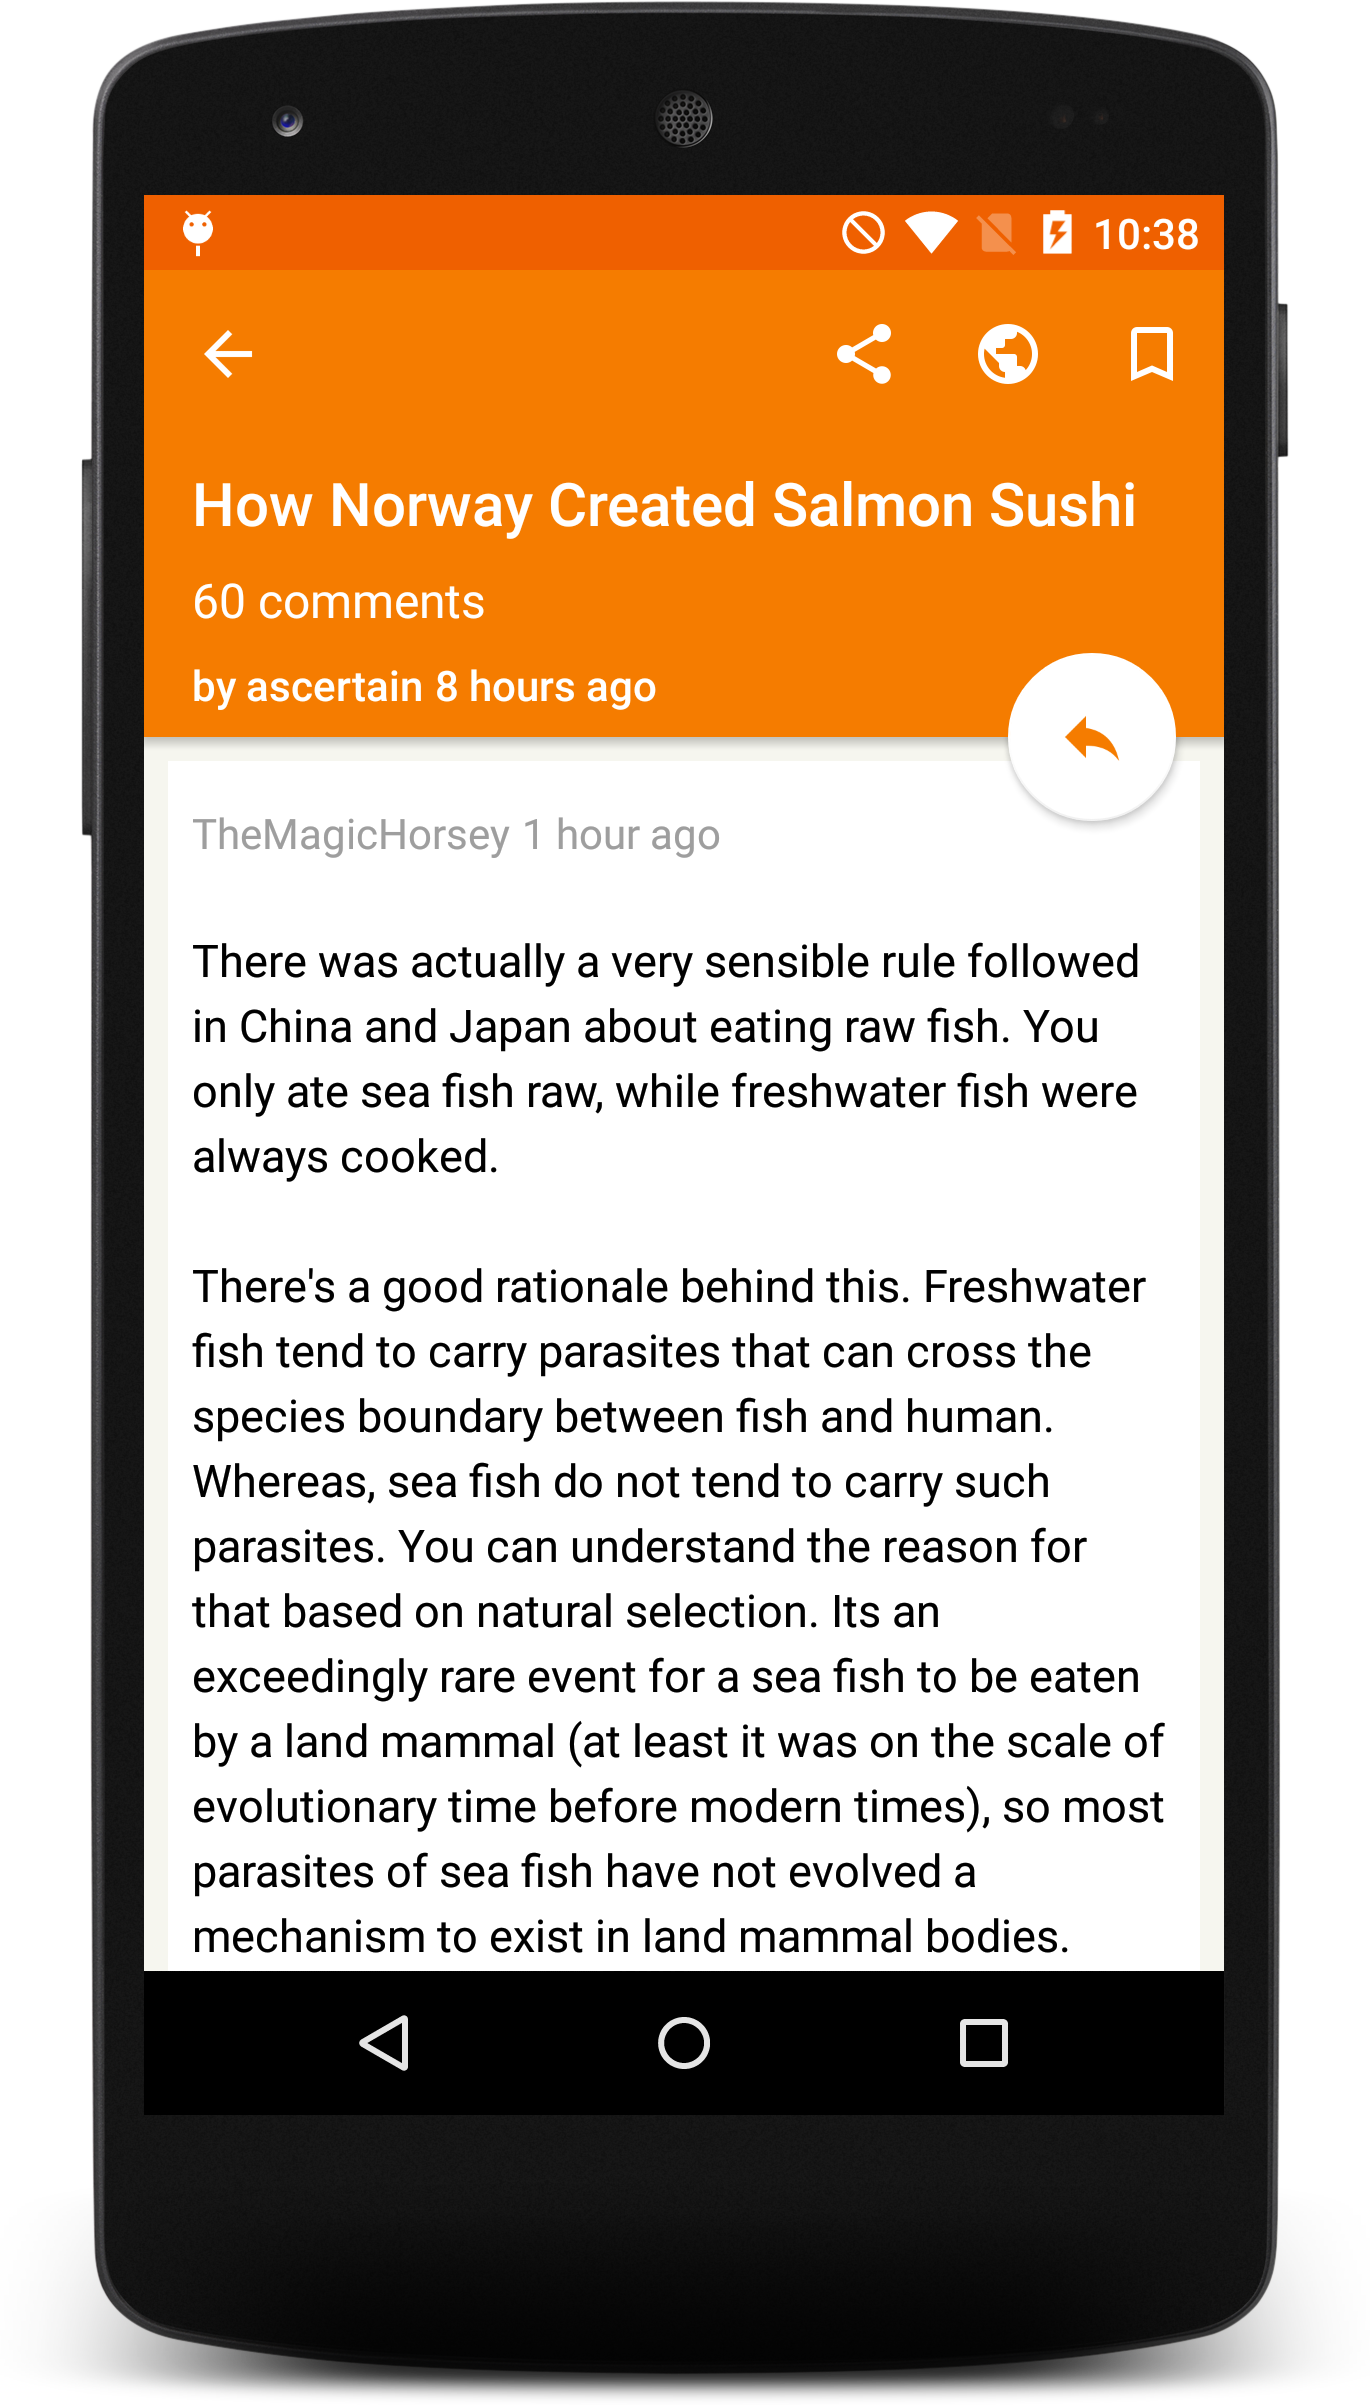 10:38
How Norway Created Salmon Sushi
60 comments
by ascertain 8 hours ago
TheMagicHorsey 1 hour ago
There was actually a very sensible rule followed
in China and Japan about eating raw fish. You
only ate sea fish raw, while freshwater fish were
always cooked.
There's a good rationale behind this. Freshwater
fish tend to carry parasites that can cross the
species boundary between fish and human.
Whereas, sea fish do not tend to carry such
parasites. You can understand the reason for
that based on natural selection. Its an
exceedingly rare event for a sea fish to be eaten
by a land mammal (at least it was on the scale of
evolutionary time before modern times), so most
parasites of sea fish have not evolved a
mechanism to exist in land mammal bodies.